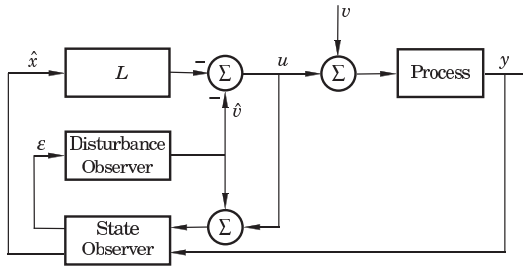 v
x̂
L
−
Σ
u
Σ
Process
y
−
v̂
ε
Disturbance
Observer
State
Observer
Σ